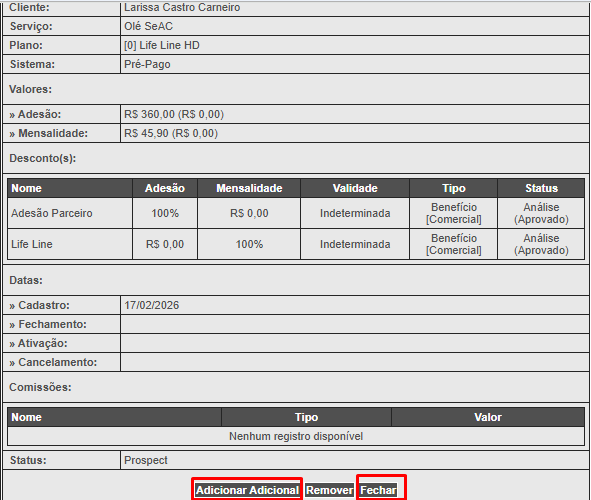 Cliente: Larissa Castro Carneiro
Serviço: Olé SeAC
Plano: [0] Life Line HD
Sistema: Pré-Pago
Valores:
» Adesão: R$ 360,00 (R$ 0,00)
» Mensalidade: R$ 45,90 (R$ 0,00)
Desconto(s):
Nome Adesão Mensalidade Validade Tipo Status
Adesão Parceiro 100% R$ 0,00 Indeterminada Benefício [Comercial] Análise (Aprovado)
Life Line R$ 0,00 100% Indeterminada Benefício [Comercial] Análise (Aprovado)
Datas:
» Cadastro: 17/02/2026
» Fechamento:
» Ativação:
» Cancelamento:
Comissões:
Nome Tipo Valor
Nenhum registro disponível
Status: Prospect
Adicionar Adicional Remover Fechar